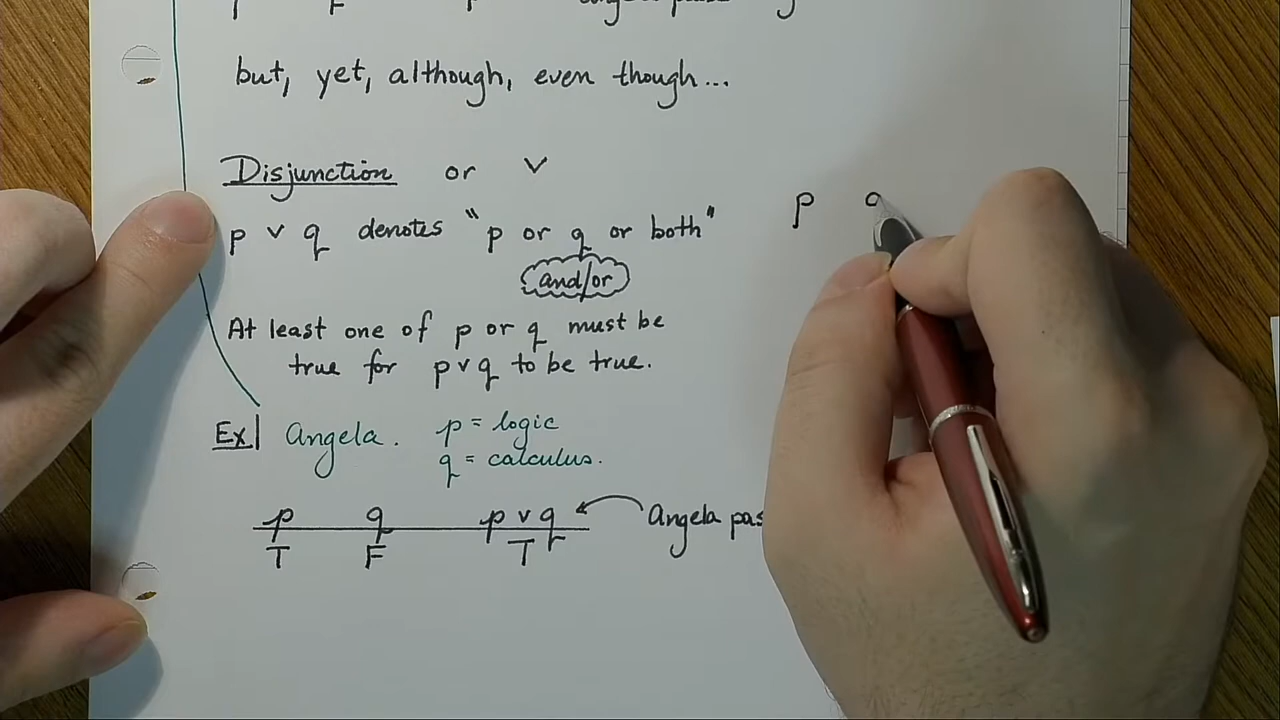 but, yet, although, even though...
Disjunction or ∨
p ∨ q denotes "p or q or both"
and/or
At least one of p or q must be
true for p ∨ q to be true.
Ex| Angela. p = logic
q = calculus.
p q p ∨ q Angela pas
T F T
p